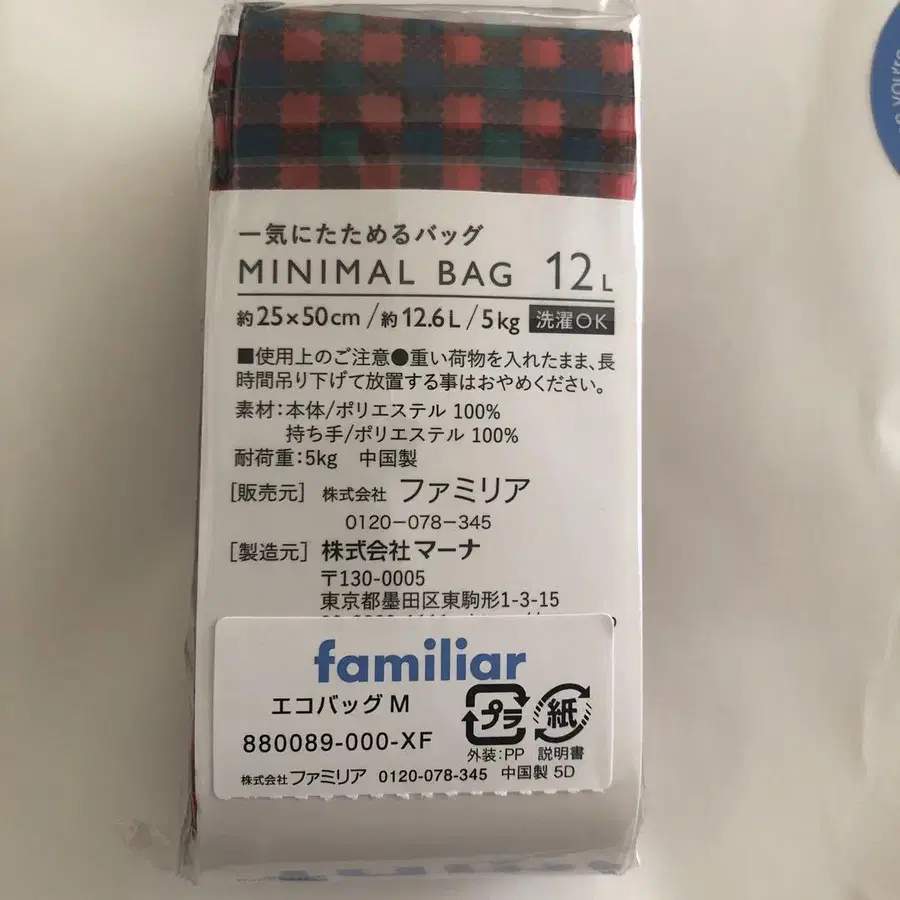 一気にたためるバッグ
MINIMAL BAG 12L
約25×50cm/約12.6L/5kg 洗濯OK
■使用上のご注意●重い荷物を入れたまま、長
時間吊り下げて放置する事はおやめください。
素材:本体/ポリエステル 100%
持ち手/ポリエステル 100%
耐荷重:5kg 中国製
[販売元] 株式会社 ファミリア
0120-078-345
[製造元] 株式会社マーナ
〒130-0005
東京都墨田区東駒形1-3-15
familiar
エコバッグ M
880089-000-XF
プラ 紙
外装:PP 説明書
株式会社 ファミリア 0120-078-345 中国製 5D